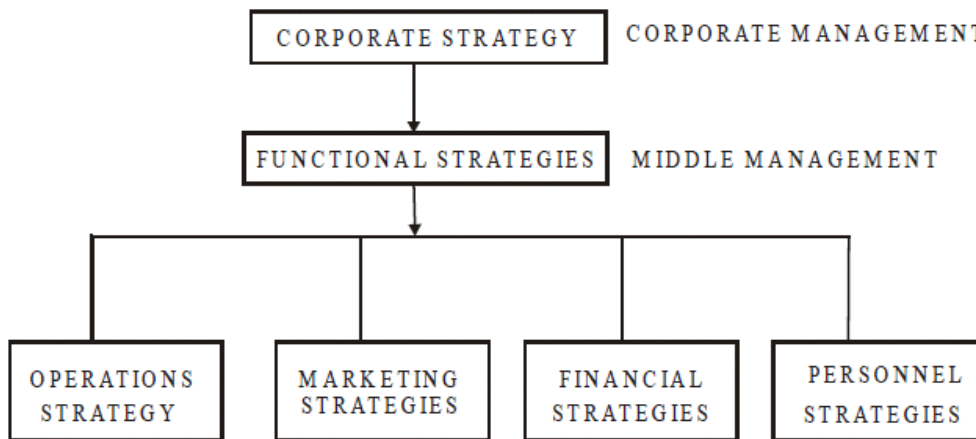 CORPORATE STRATEGY
CORPORATE MANAGEMENT
FUNCTIONAL STRATEGIES
MIDDLE MANAGEMENT
OPERATIONS
STRATEGY
MARKETING
STRATEGIES
FINANCIAL
STRATEGIES
PERSONNEL
STRATEGIES